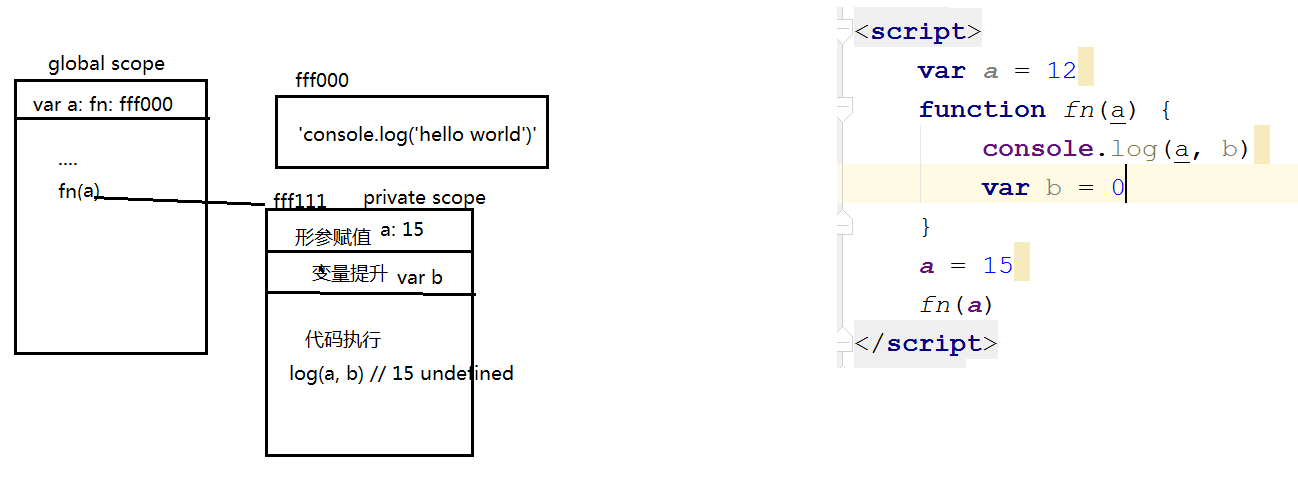 global scope
var a: fn: fff000
....
fn(a)
fff000
'console.log('hello world')'
fff111
private scope
形参赋值 a: 15
变量提升 var b
代码执行
log(a, b) // 15 undefined
<script>
var a = 12
function fn(a) {
console.log(a, b)
var b = 0
}
a = 15
fn(a)
</script>